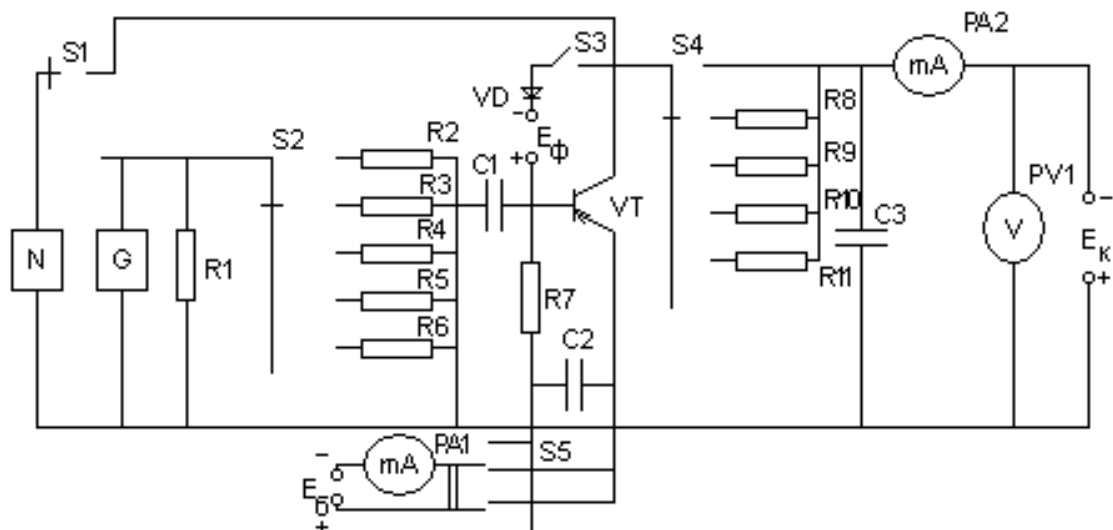 PA2
S1
S3
S4
mA
VD
-
R8
S2
R2
C1
+
Eф
R9
PV1
R3
VT
R10
-
N
G
R1
R4
C3
V
Eк
R5
R7
R11
+
R6
C2
PA1
S5
-
mA
Eб
+